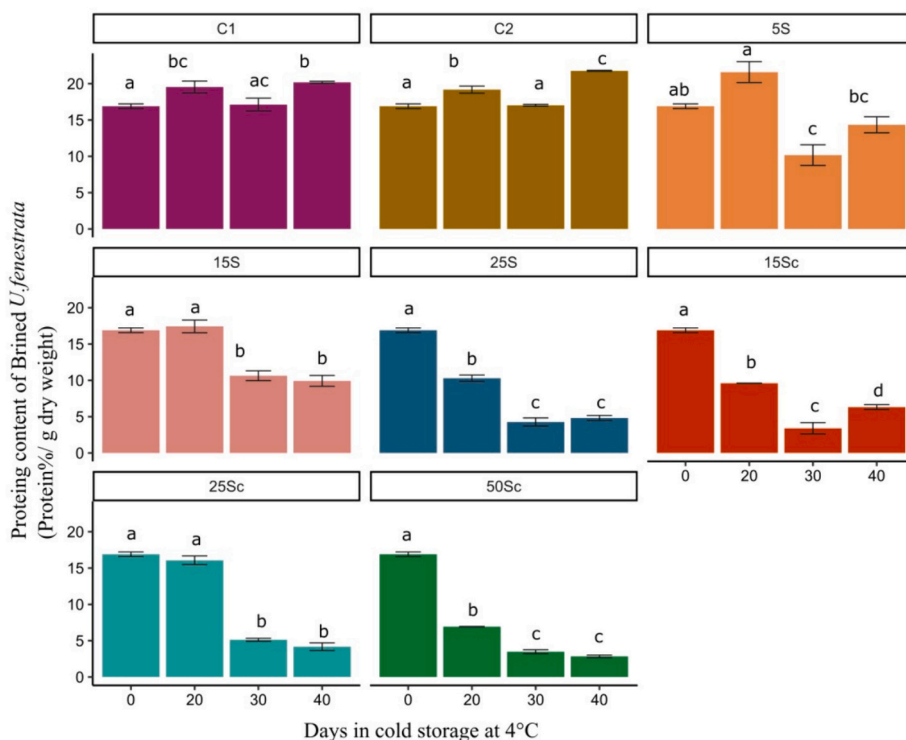 C1 C2 5S
a bc ac b a b a c ab a c bc
20
15
10
5
0
15S 25S 15Sc
a a b b a b c c a b c d
20
15
10
5
0
0 20 30 40
25Sc 50Sc
a a b b a b c c
20
15
10
5
0
0 20 30 40 0 20 30 40
Days in cold storage at 4°C
Proteing content of Brined U.fenestrata
(Protein%/ g dry weight)